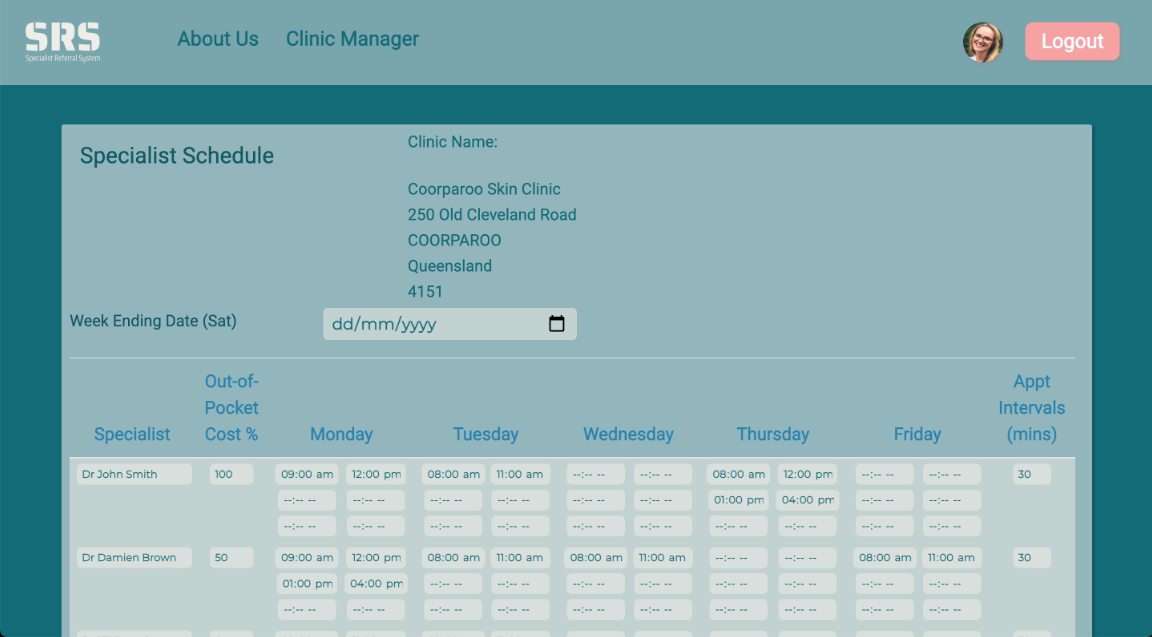 SRS
Specialist Referral System
About Us
Clinic Manager
Logout
Specialist Schedule
Clinic Name:
Coorparoo Skin Clinic
250 Old Cleveland Road
COORPAROO
Queensland
4151
Week Ending Date (Sat)
dd/mm/yyyy
Specialist
Out-of-
Pocket
Cost %
Monday
Tuesday
Wednesday
Thursday
Friday
Appt
Intervals
(mins)
Dr John Smith 100 09:00 am 12:00 pm 08:00 am 11:00 am --:-- -- --:-- -- 08:00 am 12:00 pm --:-- -- --:-- -- 30
--:-- -- --:-- -- --:-- -- --:-- -- --:-- -- --:-- -- 01:00 pm 04:00 pm --:-- -- --:-- --
--:-- -- --:-- -- --:-- -- --:-- -- --:-- -- --:-- -- --:-- -- --:-- -- --:-- -- --:-- --
Dr Damien Brown 50 09:00 am 12:00 pm 08:00 am 11:00 am 08:00 am 11:00 am --:-- -- --:-- -- 08:00 am 11:00 am 30
01:00 pm 04:00 pm --:-- -- --:-- -- --:-- -- --:-- -- --:-- -- --:-- -- --:-- -- --:-- --
--:-- -- --:-- -- --:-- -- --:-- -- --:-- -- --:-- -- --:-- -- --:-- -- --:-- -- --:-- --